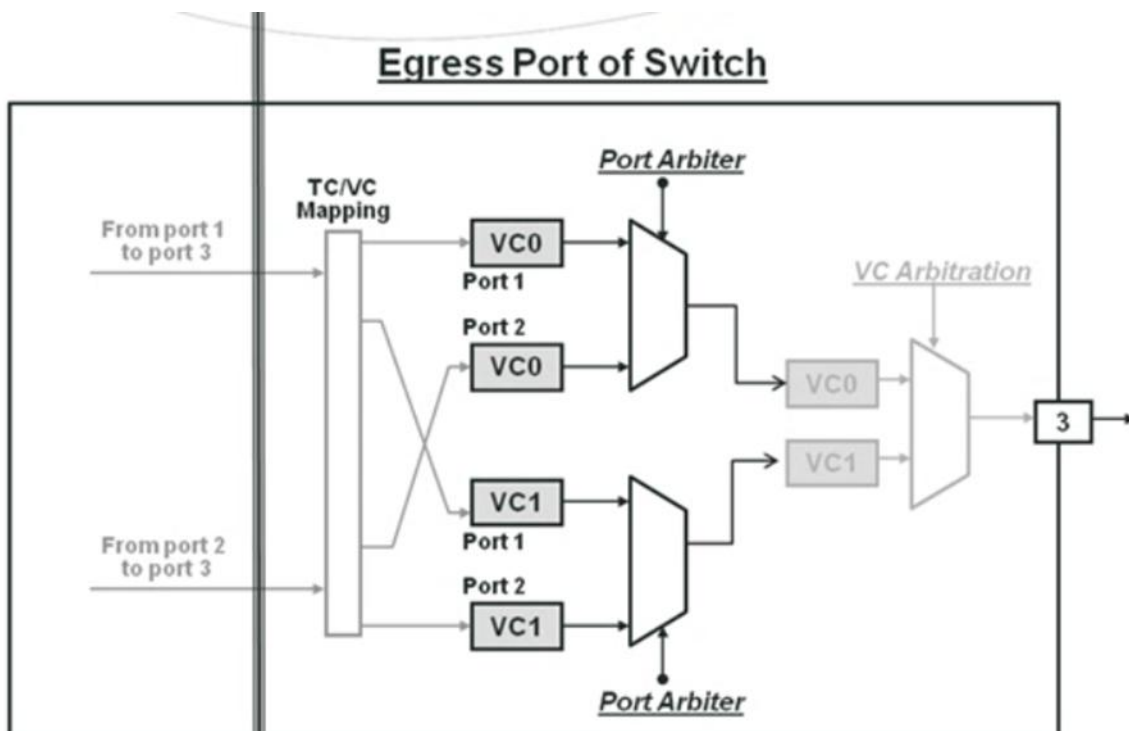 Egress Port of Switch
Port Arbiter
TC/VC
Mapping
From port 1
to port 3
VC0
Port 1
VC Arbitration
Port 2
VC0
VC0
3
VC1
VC1
Port 1
From port 2
to port 3
Port 2
VC1
Port Arbiter